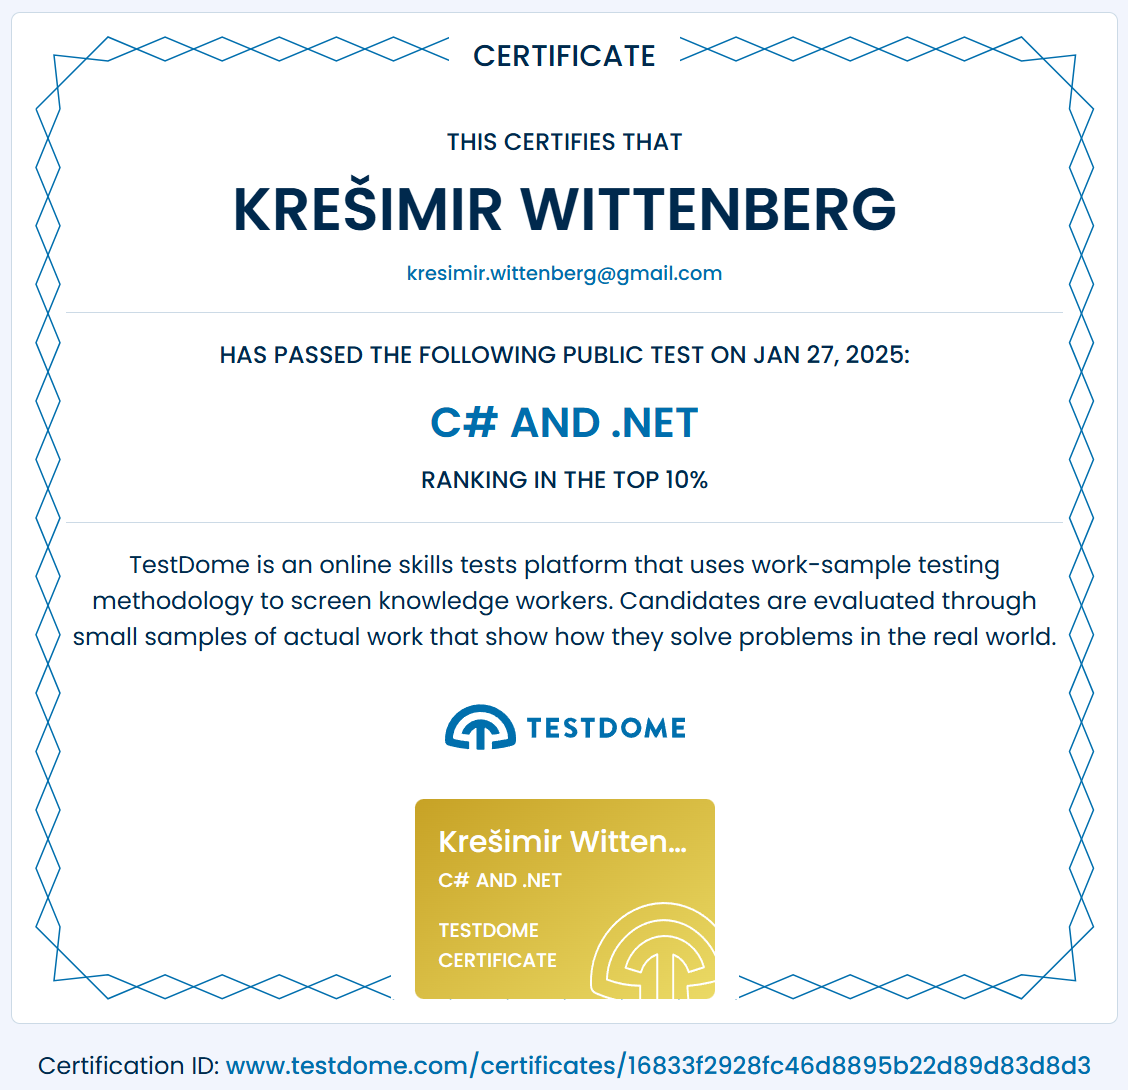 CERTIFICATE
THIS CERTIFIES THAT
KREŠIMIR WITTENBERG
kresimir.wittenberg@gmail.com
HAS PASSED THE FOLLOWING PUBLIC TEST ON JAN 27, 2025:
C# AND .NET
RANKING IN THE TOP 10%
TestDome is an online skills tests platform that uses work-sample testing
methodology to screen knowledge workers. Candidates are evaluated through
small samples of actual work that show how they solve problems in the real world.
TESTDOME
Krešimir Witten...
C# AND .NET
TESTDOME
CERTIFICATE
Certification ID: www.testdome.com/certificates/16833f2928fc46d8895b22d89d83d8d3